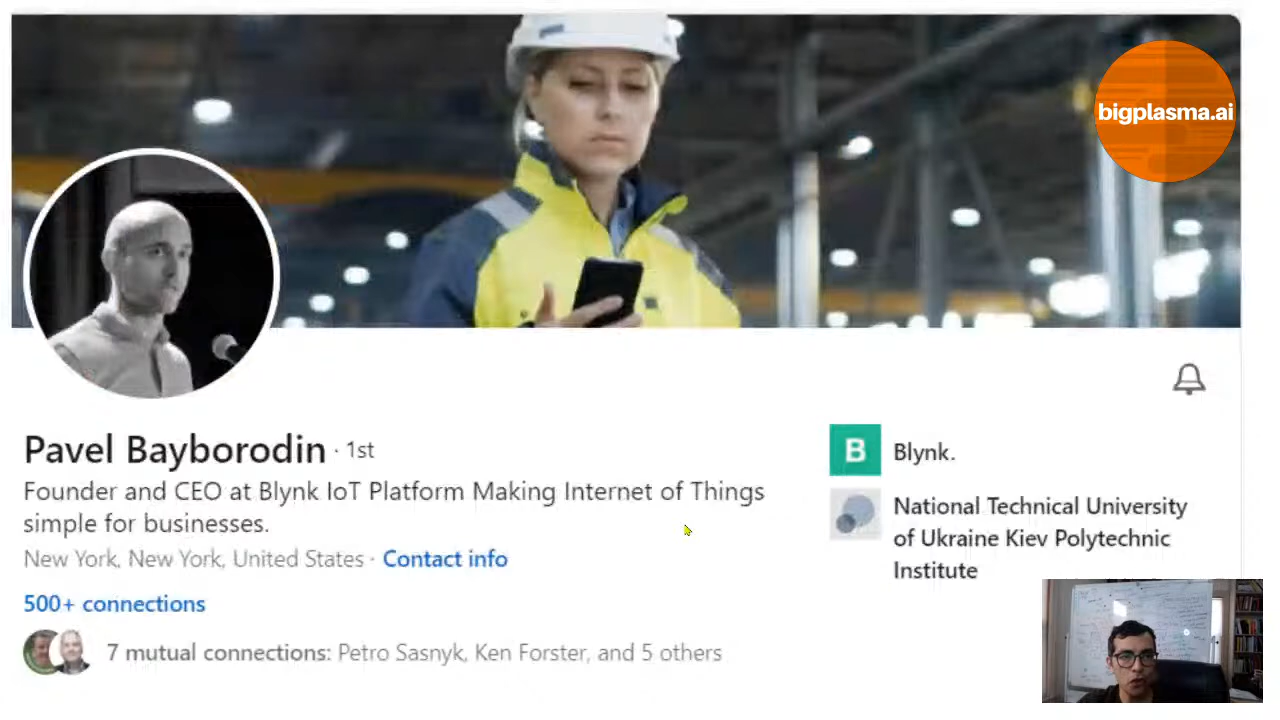 bigplasma.ai
Pavel Bayborodin · 1st
Founder and CEO at Blynk IoT Platform Making Internet of Things
simple for businesses.
New York, New York, United States · Contact info
500+ connections
7 mutual connections: Petro Sasnyk, Ken Forster, and 5 others
B Blynk.
National Technical University
of Ukraine Kiev Polytechnic
Institute